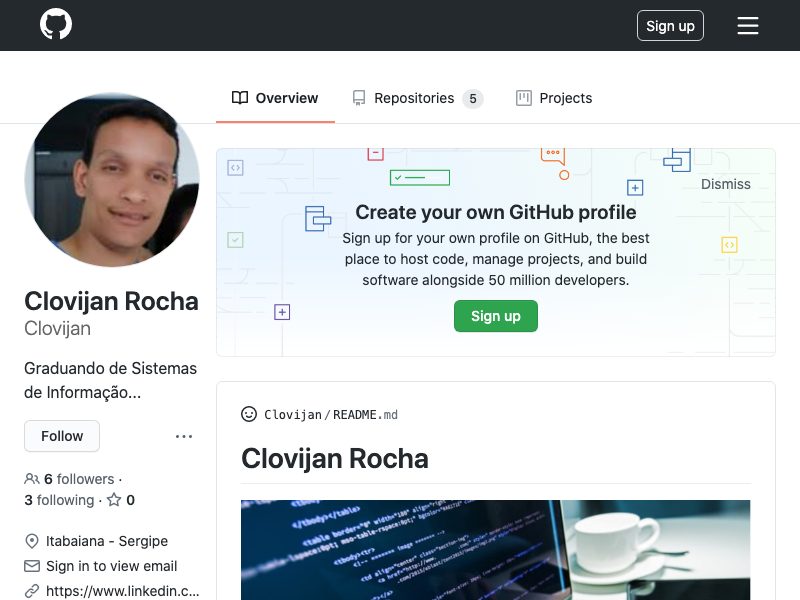 Sign up
Overview
Repositories 5
Projects
Dismiss
Create your own GitHub profile
Sign up for your own profile on GitHub, the best
place to host code, manage projects, and build
software alongside 50 million developers.
Sign up
Clovijan Rocha
Clovijan
Graduando de Sistemas
de Informação...
Follow
6 followers ·
3 following · 0
Itabaiana - Sergipe
Sign in to view email
https://www.linkedin.c...
Clovijan/README.md
Clovijan Rocha